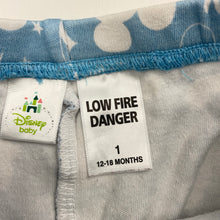 Disney
baby
LOW FIRE
DANGER
1
12-18 MONTHS